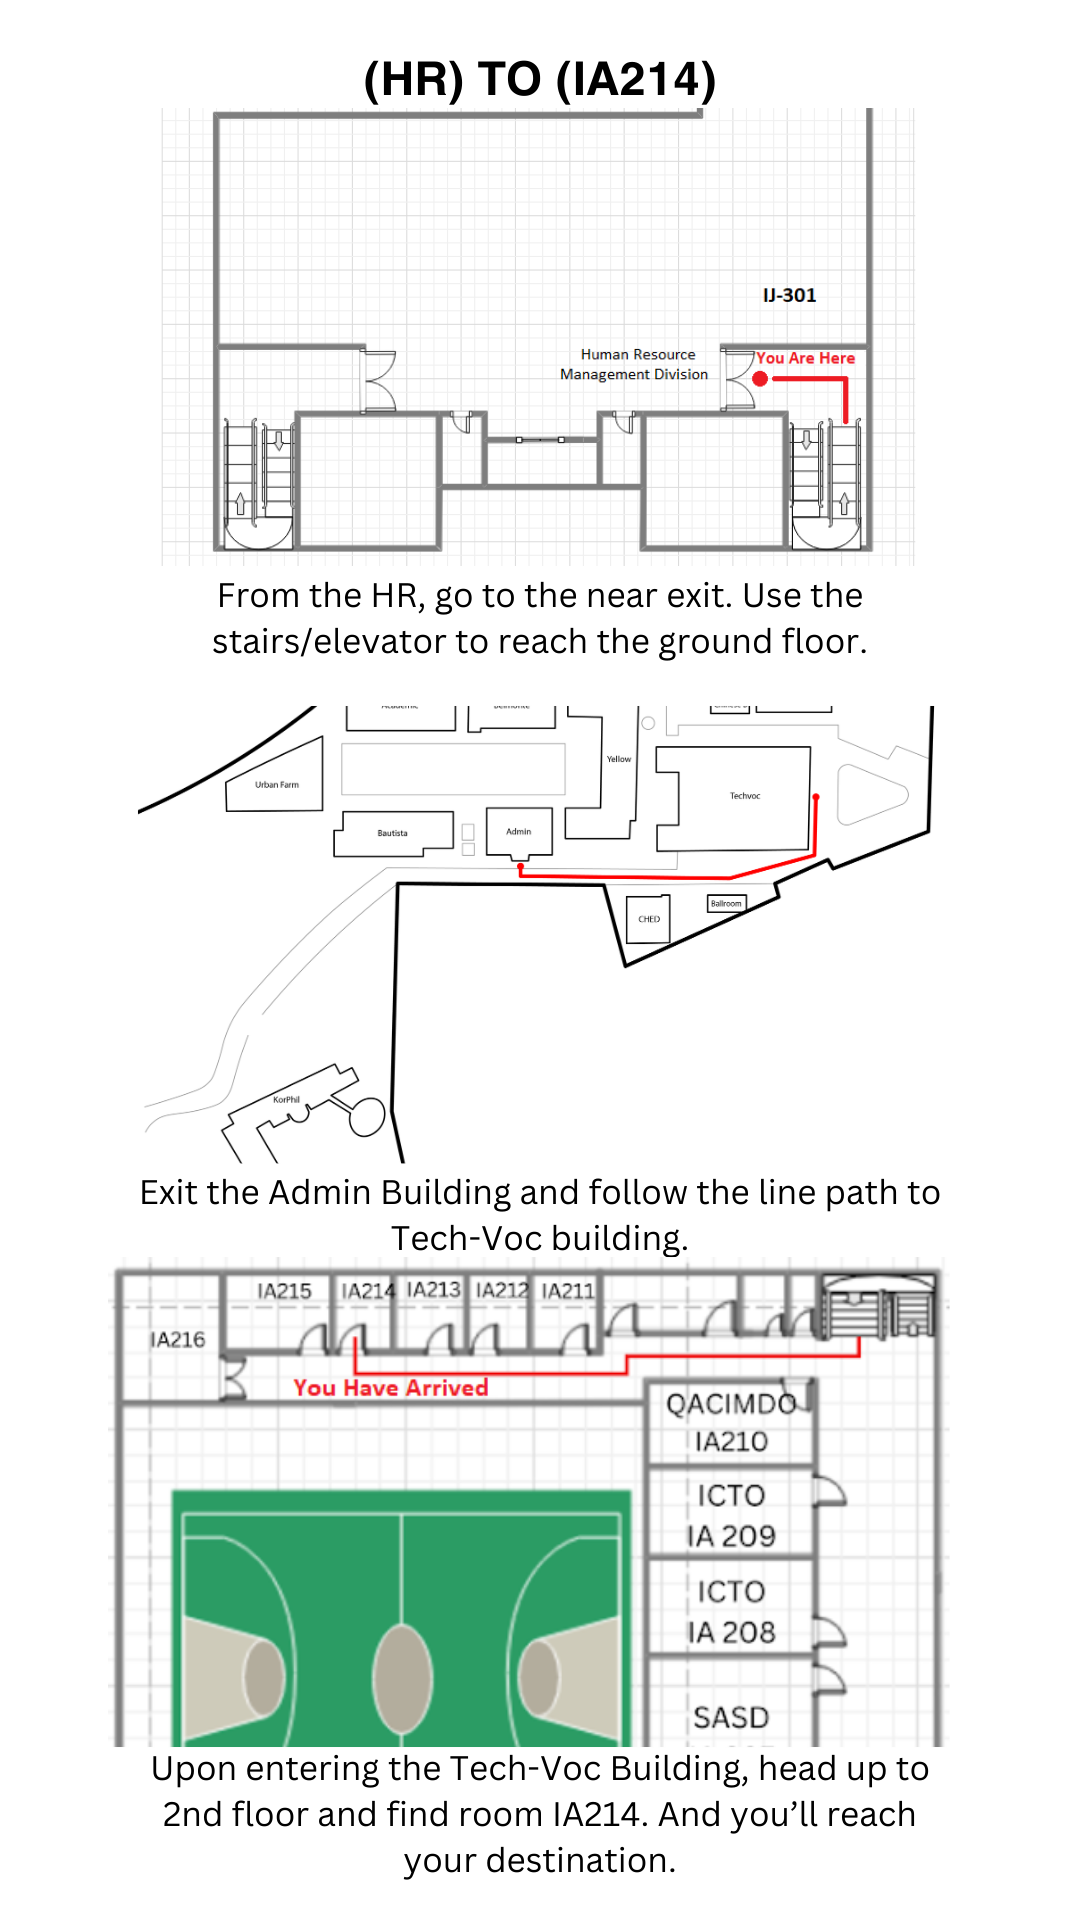 (HR) TO (IA214)
IJ-301
Human Resource
Management Division
You Are Here
From the HR, go to the near exit. Use the
stairs/elevator to reach the ground floor.
Urban Farm
Yellow
Techvoc
Bautista
Admin
CHED
Ballroom
KorPhil
Exit the Admin Building and follow the line path to
Tech-Voc building.
IA215
IA214
IA213
IA212
IA211
IA216
You Have Arrived
QACIMDO
IA210
ICTO
IA 209
ICTO
IA 208
SASD
Upon entering the Tech-Voc Building, head up to
2nd floor and find room IA214. And you’ll reach
your destination.